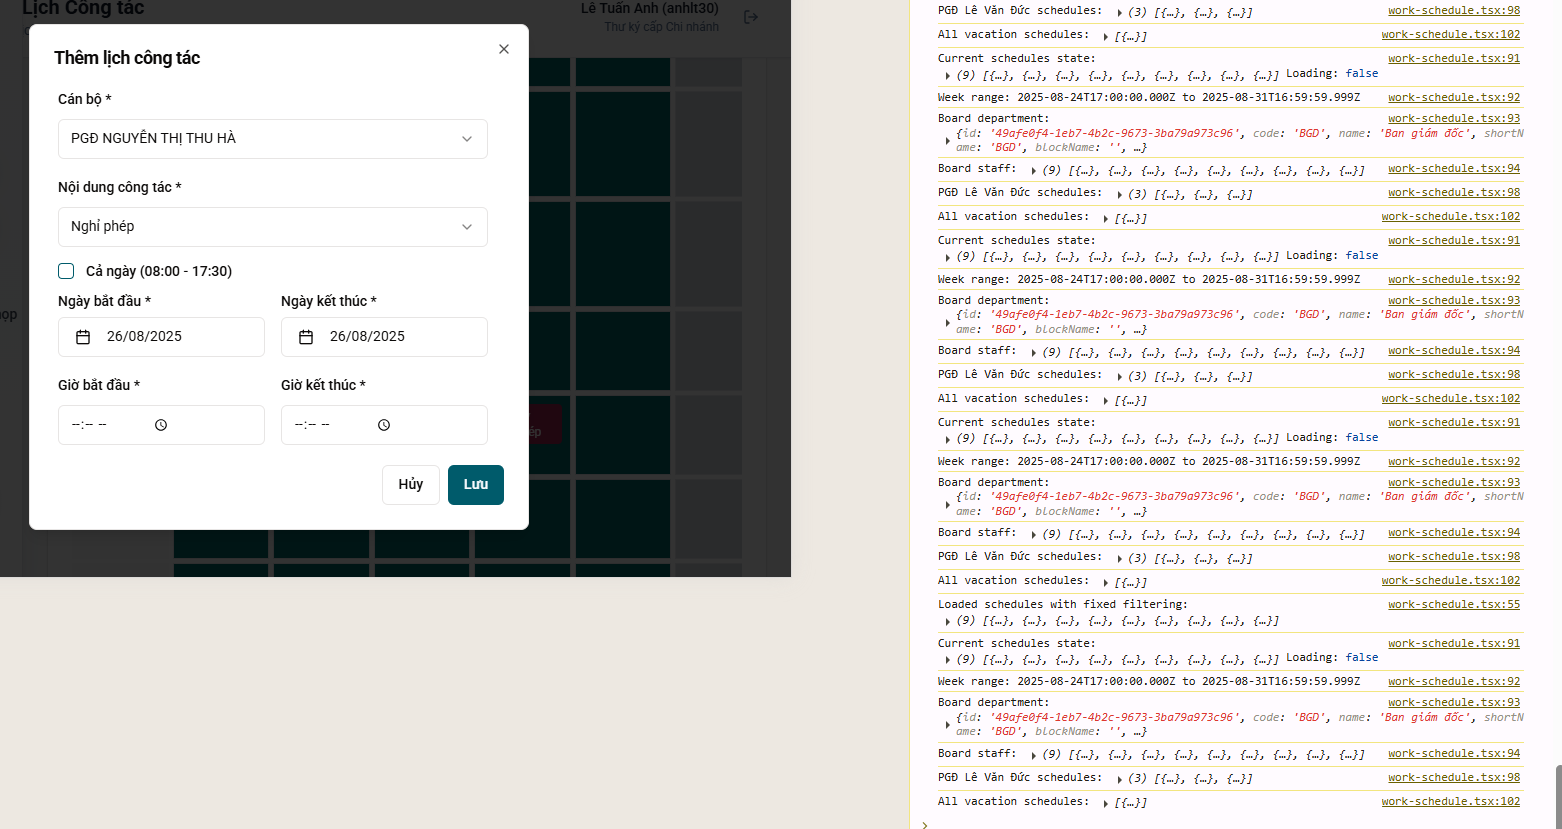 Lịch Công tác
Lê Tuấn Anh (anhlt30)
Thư ký cấp Chi nhánh
Thêm lịch công tác
Cán bộ *
PGĐ NGUYỄN THỊ THU HÀ
Nội dung công tác *
Nghỉ phép
Cả ngày (08:00 - 17:30)
Ngày bắt đầu *
Ngày kết thúc *
26/08/2025
26/08/2025
Giờ bắt đầu *
Giờ kết thúc *
--:-- --
--:-- --
Hủy
Lưu
họp
ép
PGĐ Lê Văn Đức schedules: (3) [{…}, {…}, {…}] work-schedule.tsx:98
All vacation schedules: [{…}] work-schedule.tsx:102
Current schedules state: work-schedule.tsx:91
(9) [{…}, {…}, {…}, {…}, {…}, {…}, {…}, {…}, {…}] Loading: false
Week range: 2025-08-24T17:00:00.000Z to 2025-08-31T16:59:59.999Z work-schedule.tsx:92
Board department: work-schedule.tsx:93
{id: '49afe0f4-1eb7-4b2c-9673-3ba79a973c96', code: 'BGD', name: 'Ban giám đốc', shortN
ame: 'BGD', blockName: '', …}
Board staff: (9) [{…}, {…}, {…}, {…}, {…}, {…}, {…}, {…}, {…}] work-schedule.tsx:94
PGĐ Lê Văn Đức schedules: (3) [{…}, {…}, {…}] work-schedule.tsx:98
All vacation schedules: [{…}] work-schedule.tsx:102
Current schedules state: work-schedule.tsx:91
(9) [{…}, {…}, {…}, {…}, {…}, {…}, {…}, {…}, {…}] Loading: false
Week range: 2025-08-24T17:00:00.000Z to 2025-08-31T16:59:59.999Z work-schedule.tsx:92
Board department: work-schedule.tsx:93
{id: '49afe0f4-1eb7-4b2c-9673-3ba79a973c96', code: 'BGD', name: 'Ban giám đốc', shortN
ame: 'BGD', blockName: '', …}
Board staff: (9) [{…}, {…}, {…}, {…}, {…}, {…}, {…}, {…}, {…}] work-schedule.tsx:94
PGĐ Lê Văn Đức schedules: (3) [{…}, {…}, {…}] work-schedule.tsx:98
All vacation schedules: [{…}] work-schedule.tsx:102
Current schedules state: work-schedule.tsx:91
(9) [{…}, {…}, {…}, {…}, {…}, {…}, {…}, {…}, {…}] Loading: false
Week range: 2025-08-24T17:00:00.000Z to 2025-08-31T16:59:59.999Z work-schedule.tsx:92
Board department: work-schedule.tsx:93
{id: '49afe0f4-1eb7-4b2c-9673-3ba79a973c96', code: 'BGD', name: 'Ban giám đốc', shortN
ame: 'BGD', blockName: '', …}
Board staff: (9) [{…}, {…}, {…}, {…}, {…}, {…}, {…}, {…}, {…}] work-schedule.tsx:94
PGĐ Lê Văn Đức schedules: (3) [{…}, {…}, {…}] work-schedule.tsx:98
All vacation schedules: [{…}] work-schedule.tsx:102
Loaded schedules with fixed filtering: work-schedule.tsx:55
(9) [{…}, {…}, {…}, {…}, {…}, {…}, {…}, {…}, {…}]
Current schedules state: work-schedule.tsx:91
(9) [{…}, {…}, {…}, {…}, {…}, {…}, {…}, {…}, {…}] Loading: false
Week range: 2025-08-24T17:00:00.000Z to 2025-08-31T16:59:59.999Z work-schedule.tsx:92
Board department: work-schedule.tsx:93
{id: '49afe0f4-1eb7-4b2c-9673-3ba79a973c96', code: 'BGD', name: 'Ban giám đốc', shortN
ame: 'BGD', blockName: '', …}
Board staff: (9) [{…}, {…}, {…}, {…}, {…}, {…}, {…}, {…}, {…}] work-schedule.tsx:94
PGĐ Lê Văn Đức schedules: (3) [{…}, {…}, {…}] work-schedule.tsx:98
All vacation schedules: [{…}] work-schedule.tsx:102